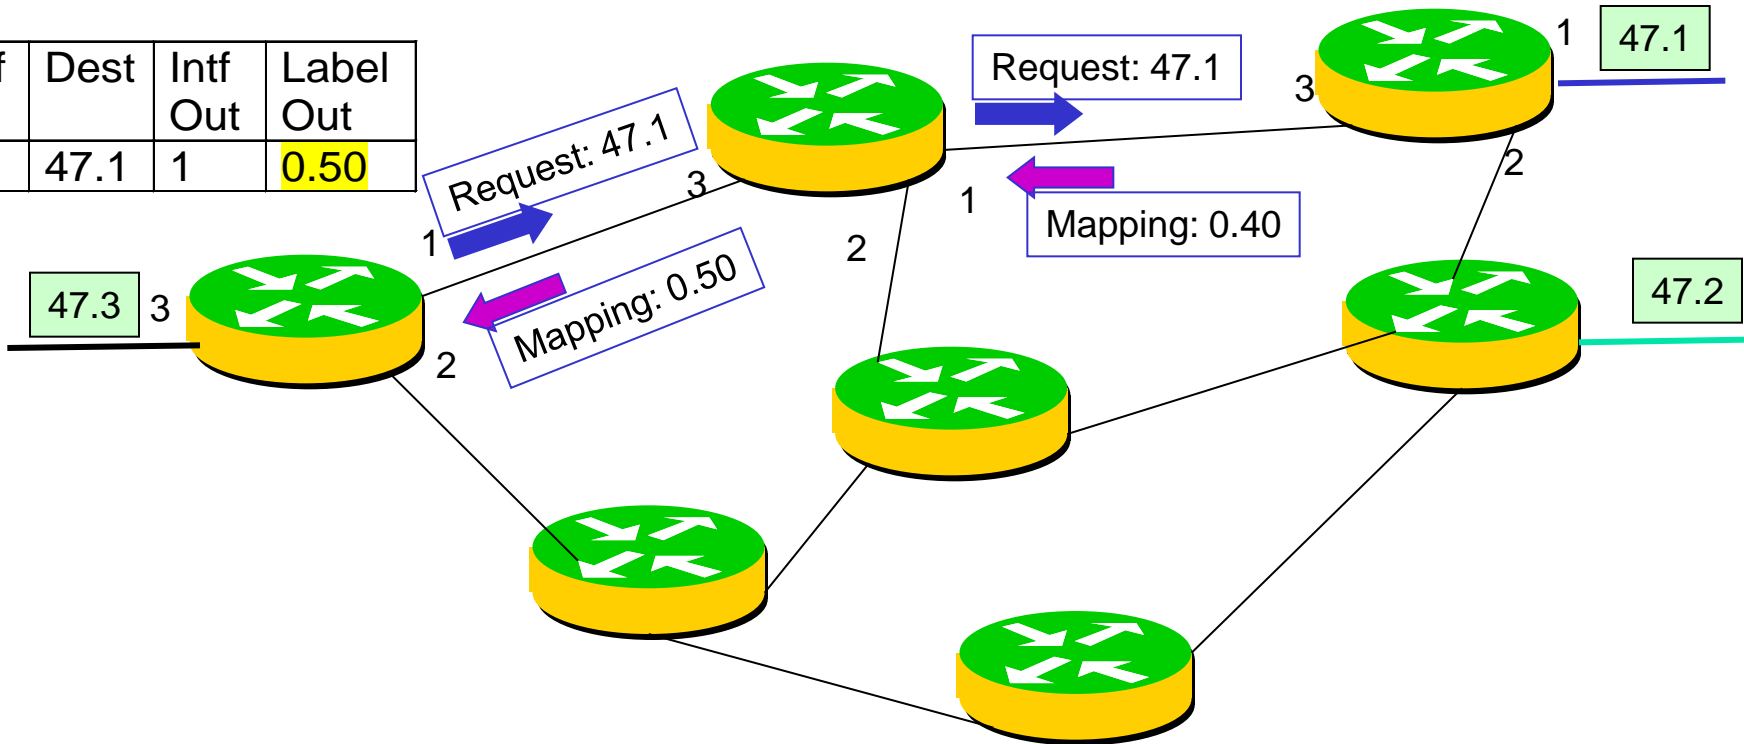 f Dest Intf Label
Out Out
47.1 1 0.50
Request: 47.1
Mapping: 0.50
Request: 47.1
Mapping: 0.40
1 47.1
3
2
3
1
2
1
47.3 3
2
47.2